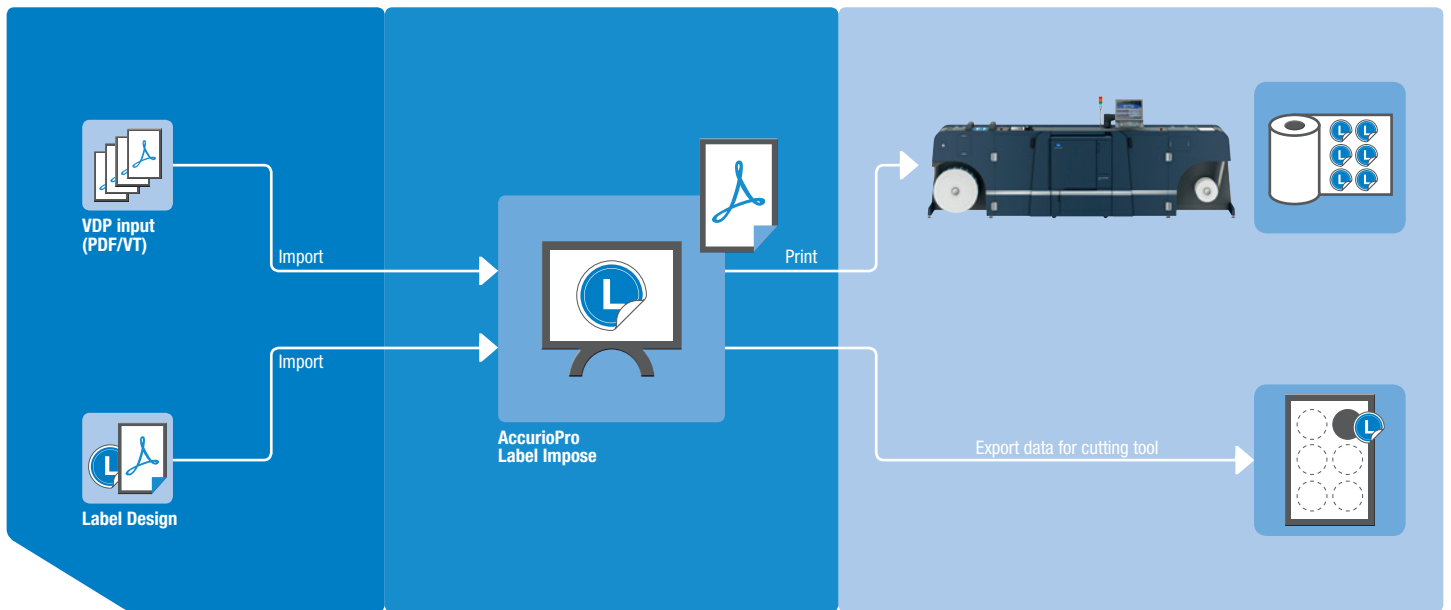 VDP input
(PDF/VT)
Import
Import
Label Design
L
L
AccurioPro
Label Impose
Print
L L
L L
L L
Export data for cutting tool
L